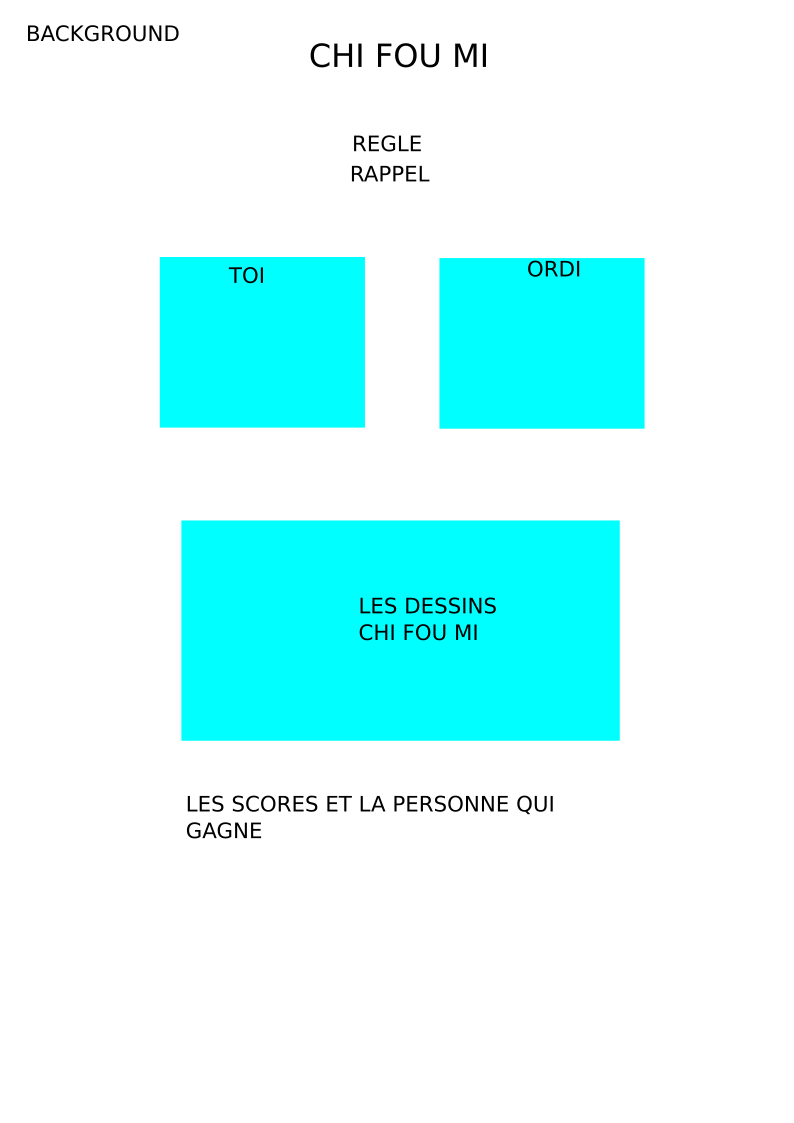 BACKGROUND
CHI FOU MI
REGLE
RAPPEL
TOI
ORDI
LES DESSINS
CHI FOU MI
LES SCORES ET LA PERSONNE QUI
GAGNE